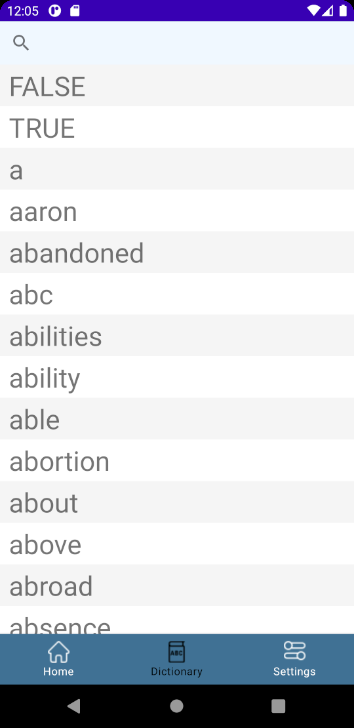 12:05
FALSE
TRUE
a
aaron
abandoned
abc
abilities
ability
able
abortion
about
above
abroad
absence
ABC
Home
Dictionary
Settings